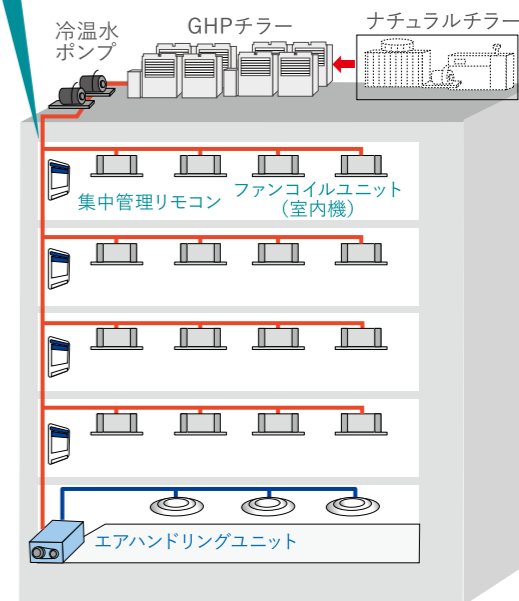 冷温水
ポンプ
GHPチラー
ナチュラルチラー
集中管理リモコン
ファンコイルユニット
（室内機）
エアハンドリングユニット